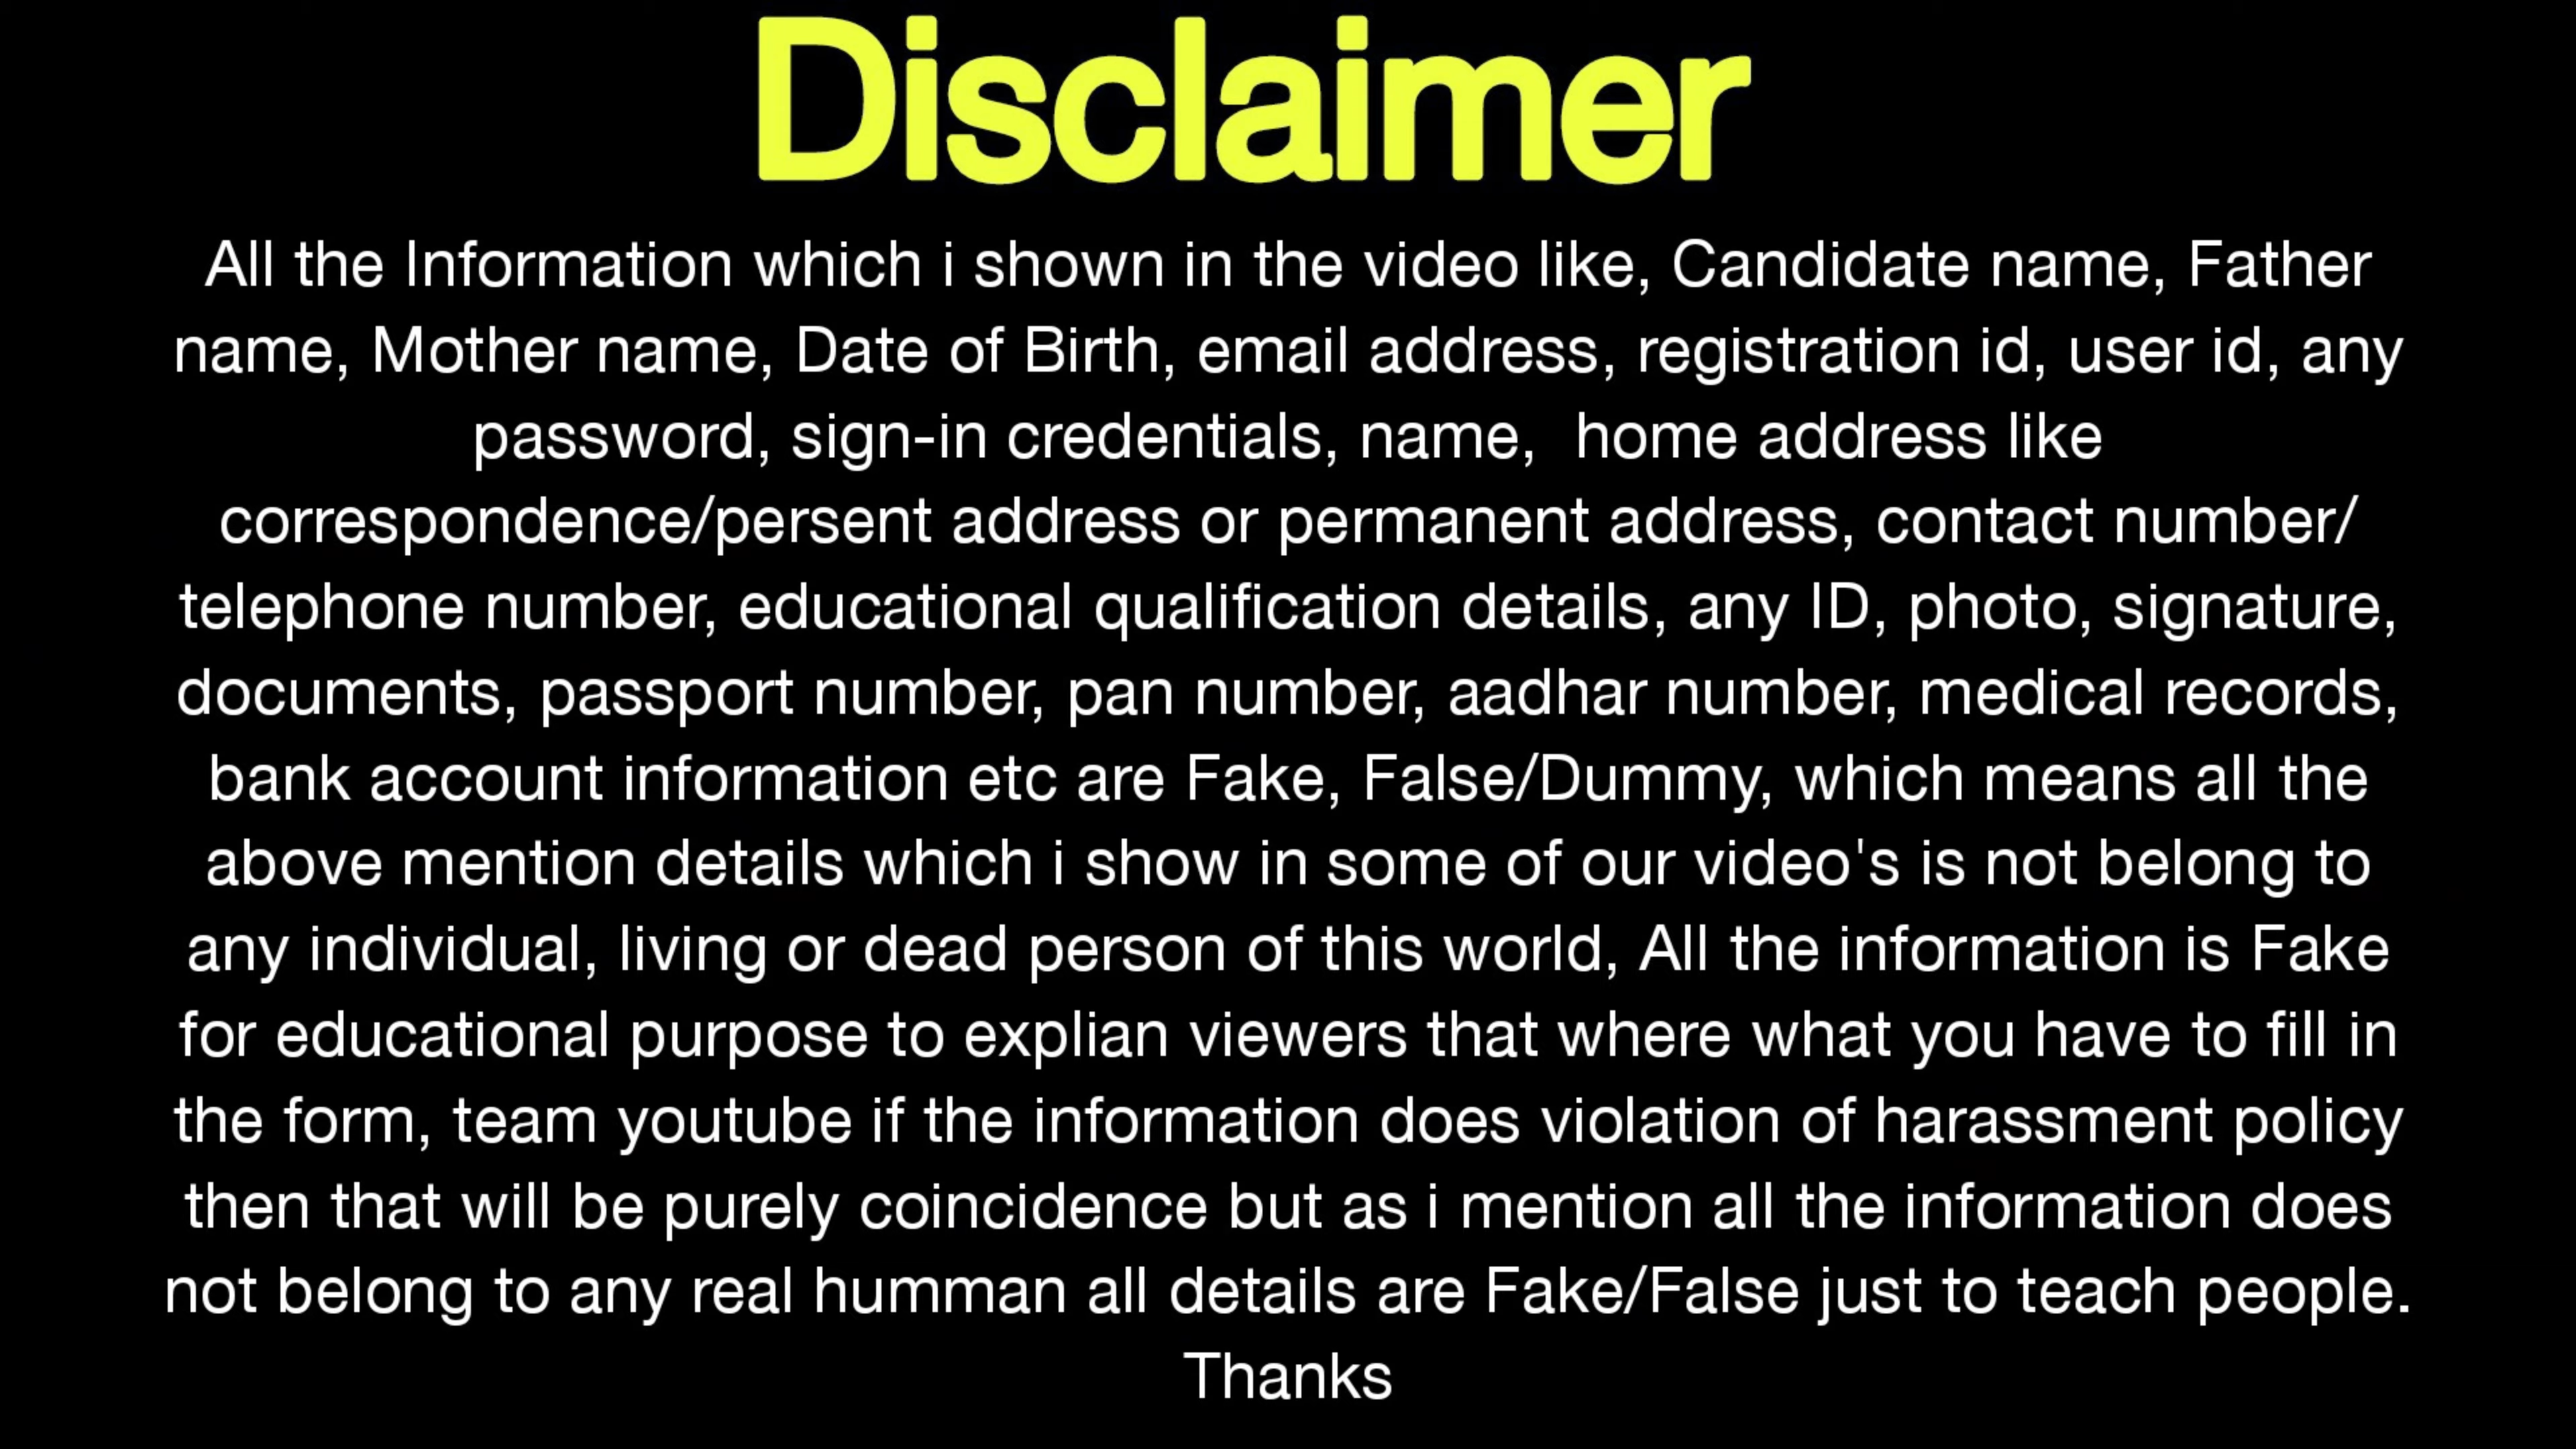 Disclaimer
All the Information which i shown in the video like, Candidate name, Father
name, Mother name, Date of Birth, email address, registration id, user id, any
password, sign-in credentials, name,  home address like
correspondence/persent address or permanent address, contact number/
telephone number, educational qualification details, any ID, photo, signature,
documents, passport number, pan number, aadhar number, medical records,
bank account information etc are Fake, False/Dummy, which means all the
above mention details which i show in some of our video's is not belong to
any individual, living or dead person of this world, All the information is Fake
for educational purpose to explian viewers that where what you have to fill in
the form, team youtube if the information does violation of harassment policy
then that will be purely coincidence but as i mention all the information does
not belong to any real humman all details are Fake/False just to teach people.
Thanks